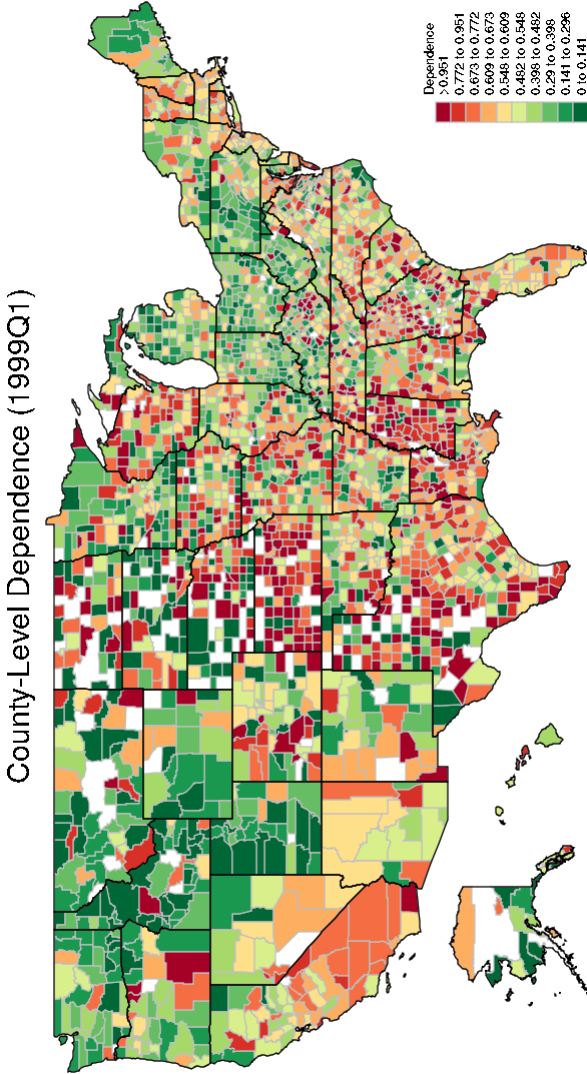 County-Level Dependence (1999Q1)
Dependence
>0.951
0.772 to 0.951
0.673 to 0.772
0.609 to 0.673
0.548 to 0.609
0.482 to 0.548
0.398 to 0.482
0.29 to 0.398
0.141 to 0.296
0 to 0.141